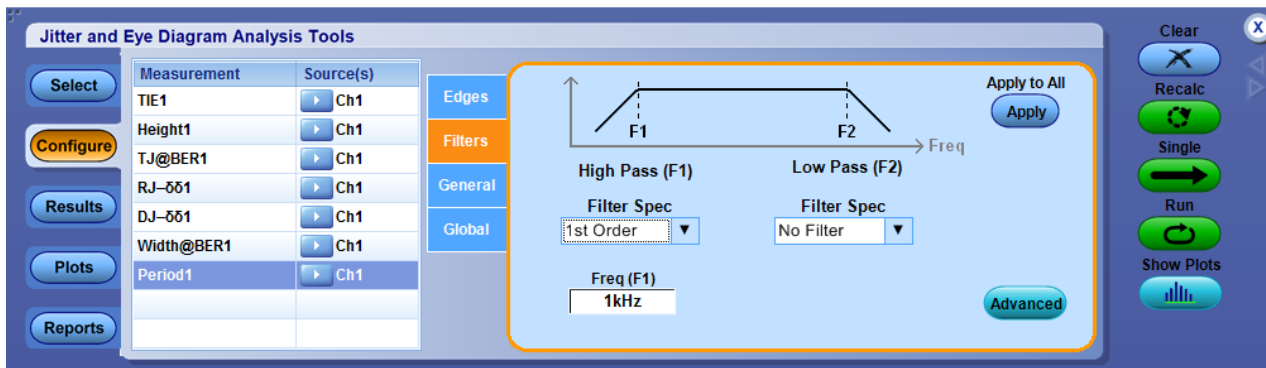 Jitter and Eye Diagram Analysis Tools
Select
Configure
Results
Plots
Reports
Measurement Source(s)
TIE1 Ch1
Height1 Ch1
TJ@BER1 Ch1
RJ–δδ1 Ch1
DJ–δδ1 Ch1
Width@BER1 Ch1
Period1 Ch1
Edges
Filters
General
Global
F1 F2
Freq
High Pass (F1) Low Pass (F2)
Filter Spec Filter Spec
1st Order No Filter
Freq (F1)
1kHz
Apply to All
Apply
Advanced
Clear
X
Recalc
Single
Run
Show Plots